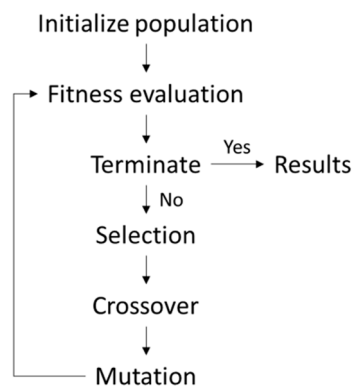 Initialize population
Fitness evaluation
Yes
Terminate Results
No
Selection
Crossover
Mutation